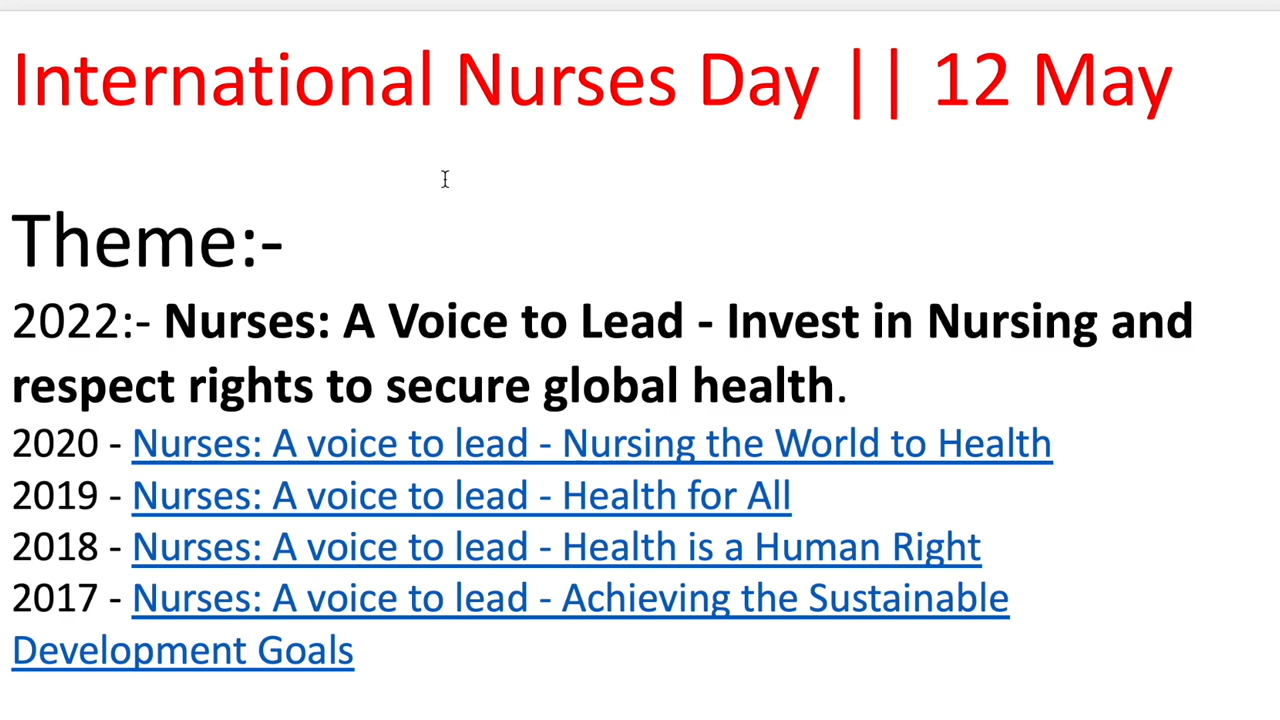 International Nurses Day || 12 May
Theme:-
2022:- Nurses: A Voice to Lead - Invest in Nursing and
respect rights to secure global health.
2020 - Nurses: A voice to lead - Nursing the World to Health
2019 - Nurses: A voice to lead - Health for All
2018 - Nurses: A voice to lead - Health is a Human Right
2017 - Nurses: A voice to lead - Achieving the Sustainable
Development Goals